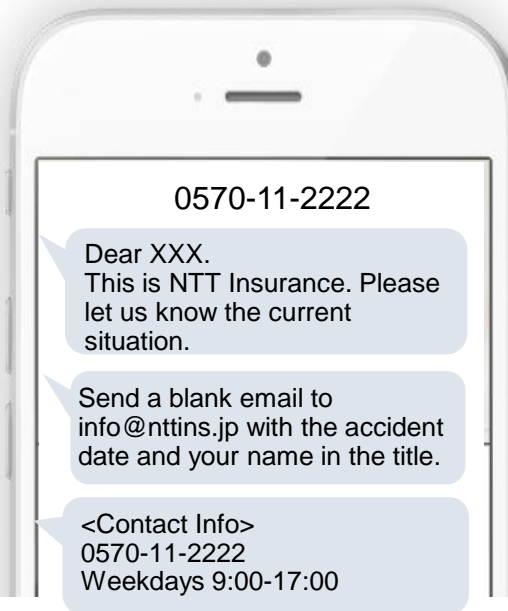 0570-11-2222
Dear XXX.
This is NTT Insurance. Please
let us know the current
situation.
Send a blank email to
info@nttins.jp with the accident
date and your name in the title.
<Contact Info>
0570-11-2222
Weekdays 9:00-17:00